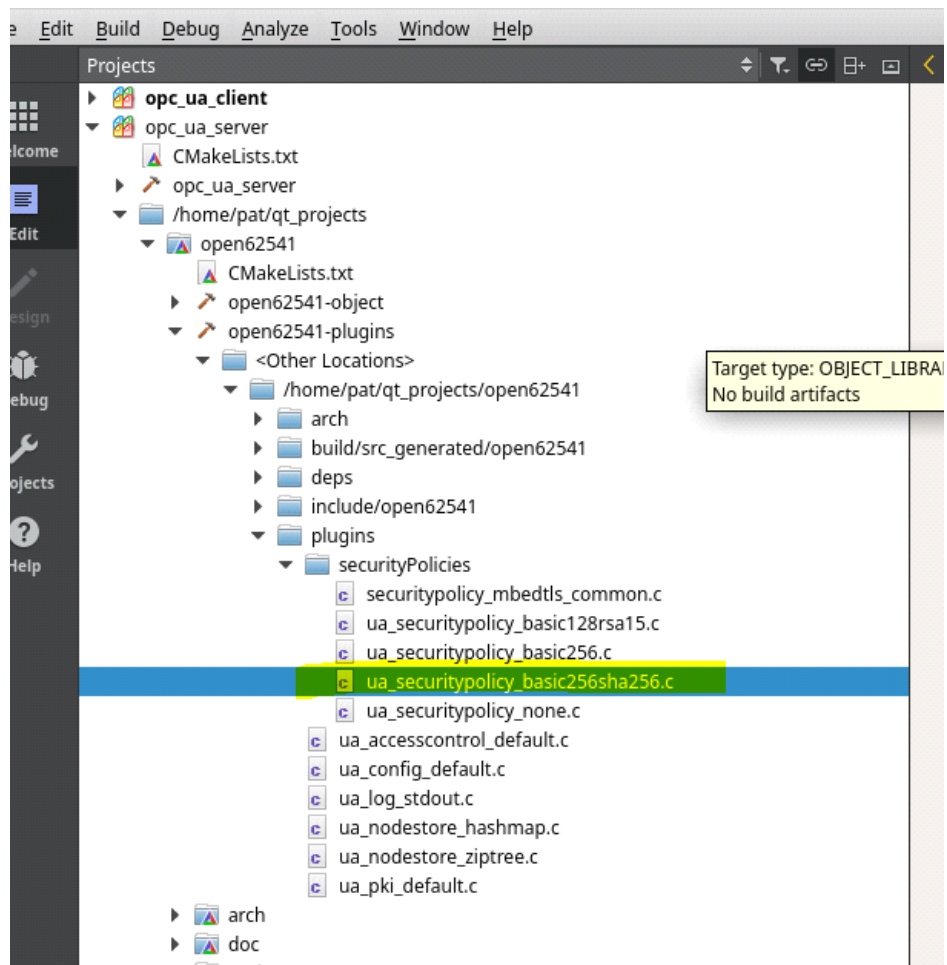 e Edit Build Debug Analyze Tools Window Help
Projects
opc_ua_client
opc_ua_server
lcome
CMakeLists.txt
opc_ua_server
/home/pat/qt_projects
Edit
open62541
CMakeLists.txt
open62541-object
esign
open62541-plugins
<Other Locations>
Target type: OBJECT_LIBRA
/home/pat/qt_projects/open62541
No build artifacts
ebug
arch
build/src_generated/open62541
deps
ojects
include/open62541
plugins
Help
securityPolicies
securitypolicy_mbedtls_common.c
ua_securitypolicy_basic128rsa15.c
ua_securitypolicy_basic256.c
ua_securitypolicy_basic256sha256.c
ua_securitypolicy_none.c
ua_accesscontrol_default.c
ua_config_default.c
ua_log_stdout.c
ua_nodestore_hashmap.c
ua_nodestore_ziptree.c
ua_pki_default.c
arch
doc